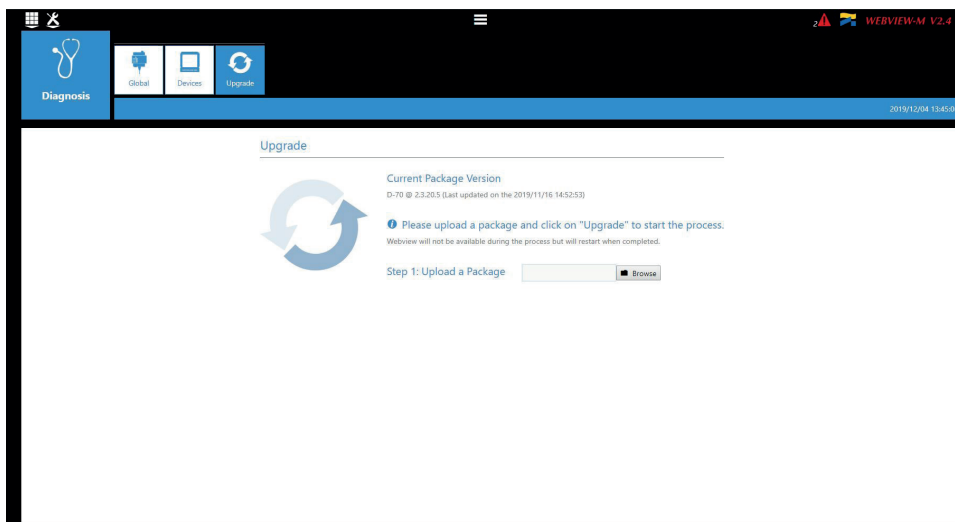 2 WEBVIEW-M V2.4
Diagnosis
Global Devices Upgrade
2019/12/04 13:45:0
Upgrade
Current Package Version
D-70 @ 2.3.20.5 (Last updated on the 2019/11/16 14:52:53)
Please upload a package and click on "Upgrade" to start the process.
Webview will not be available during the process but will restart when completed.
Step 1: Upload a Package Browse